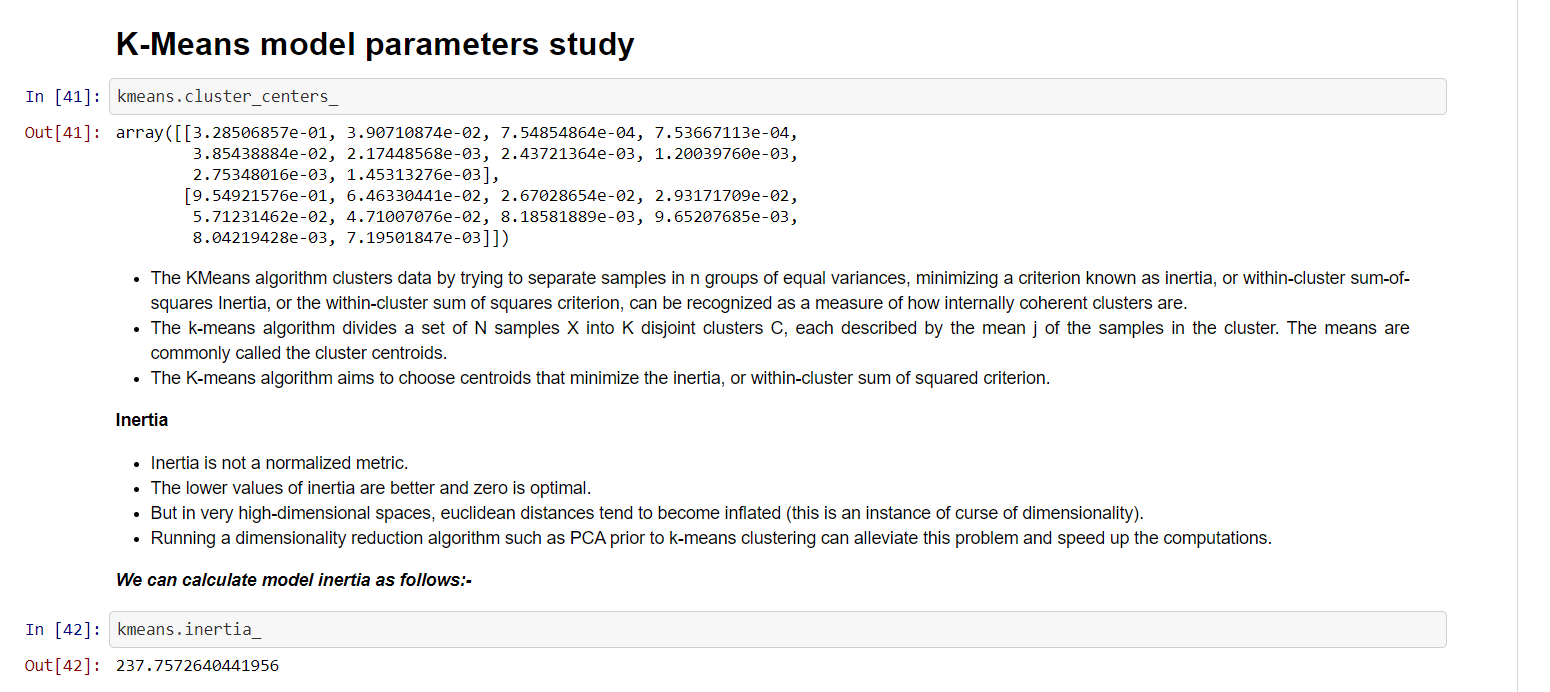 K-Means model parameters study
In [41]: kmeans.cluster_centers_
Out[41]: array([[3.28506857e-01, 3.90710874e-02, 7.54854864e-04, 7.53667113e-04,
3.85438884e-02, 2.17448568e-03, 2.43721364e-03, 1.20039760e-03,
2.75348016e-03, 1.45313276e-03],
[9.54921576e-01, 6.46330441e-02, 2.67028654e-02, 2.93171709e-02,
5.71231462e-02, 4.71007076e-02, 8.18581889e-03, 9.65207685e-03,
8.04219428e-03, 7.19501847e-03]])
• The KMeans algorithm clusters data by trying to separate samples in n groups of equal variances, minimizing a criterion known as inertia, or within-cluster sum-of-
squares Inertia, or the within-cluster sum of squares criterion, can be recognized as a measure of how internally coherent clusters are.
• The k-means algorithm divides a set of N samples X into K disjoint clusters C, each described by the mean j of the samples in the cluster. The means are
commonly called the cluster centroids.
• The K-means algorithm aims to choose centroids that minimize the inertia, or within-cluster sum of squared criterion.
Inertia
• Inertia is not a normalized metric.
• The lower values of inertia are better and zero is optimal.
• But in very high-dimensional spaces, euclidean distances tend to become inflated (this is an instance of curse of dimensionality).
• Running a dimensionality reduction algorithm such as PCA prior to k-means clustering can alleviate this problem and speed up the computations.
We can calculate model inertia as follows:-
In [42]: kmeans.inertia_
Out[42]: 237.7572640441956